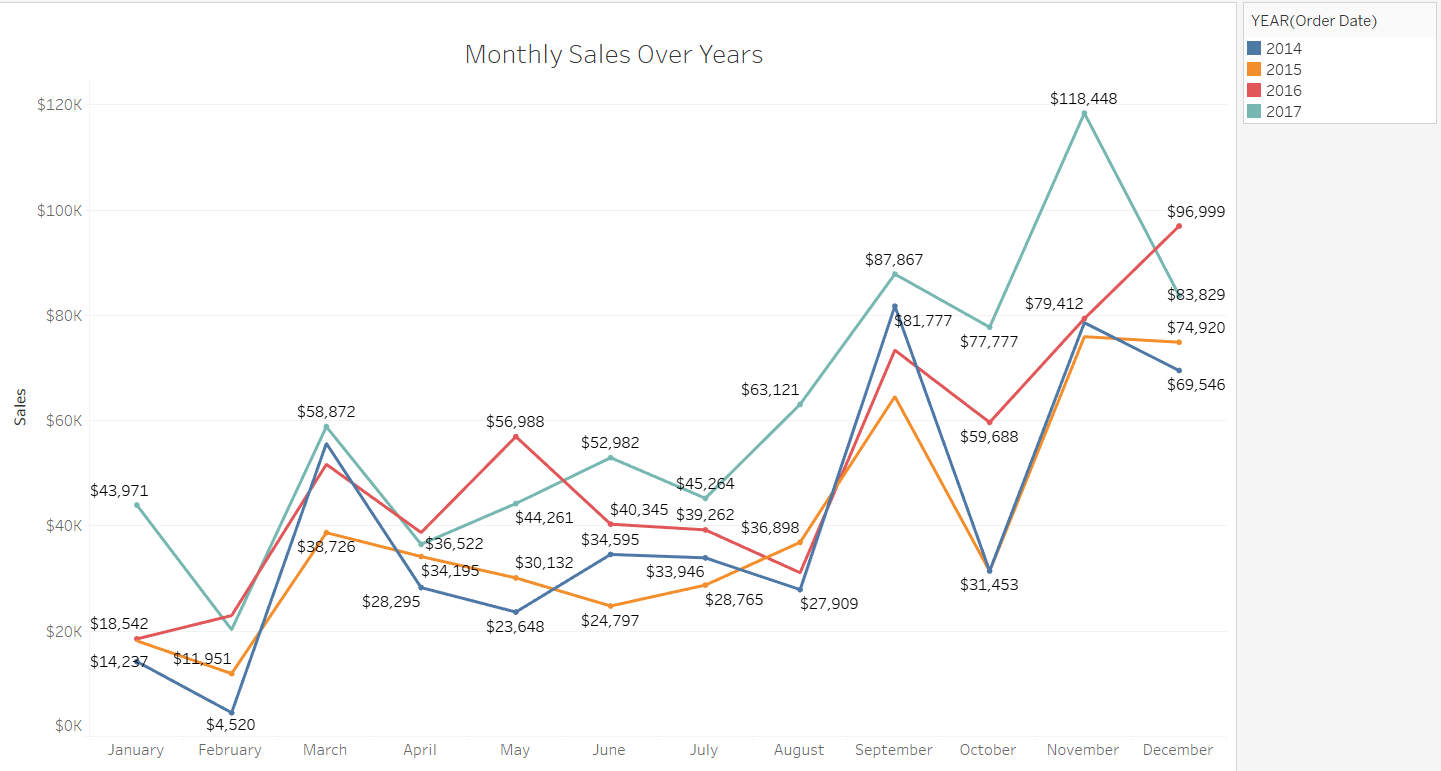 Monthly Sales Over Years
YEAR(Order Date)
2014
2015
2016
2017
Sales
$120K
$100K
$80K
$60K
$40K
$20K
$0K
$118,448
$96,999
$87,867
$83,829
$79,412
$81,777
$74,920
$77,777
$69,546
$63,121
$58,872
$56,988
$52,982
$59,688
$43,971
$45,264
$44,261
$40,345
$39,262
$36,898
$38,726
$36,522
$34,595
$34,195
$30,132
$33,946
$31,453
$28,295
$28,765
$27,909
$18,542
$23,648
$24,797
$14,237
$11,951
$4,520
January
February
March
April
May
June
July
August
September
October
November
December